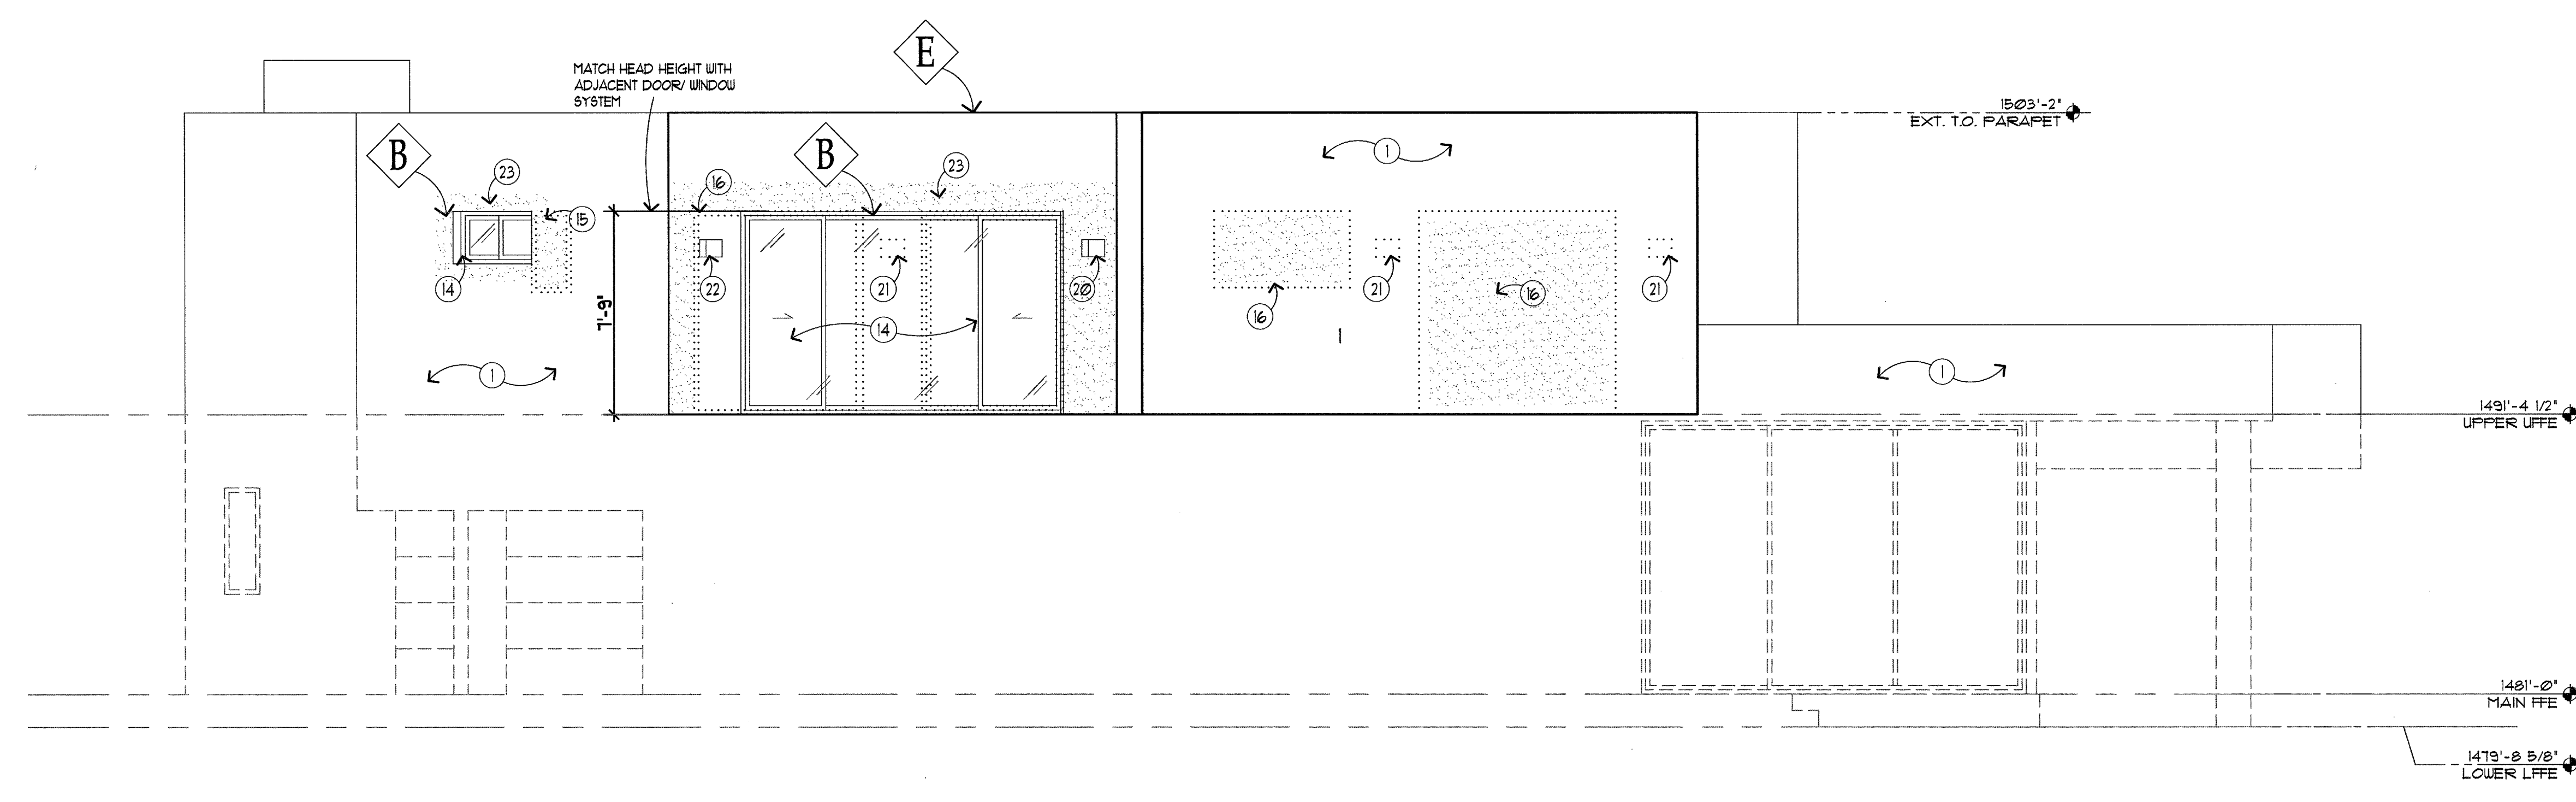 E
MATCH HEAD HEIGHT WITH
ADJACENT DOOR/ WINDOW
SYSTEM
1503'-2"
EXT. T.O. PARAPET
B
23
15
14
1
16
B
23
22
21
14
20
7'-9"
1
16
21
16
21
1
1
1491'-4 1/2"
UPPER UFFE
1481'-0"
MAIN FFE
1479'-8 5/8"
LOWER LFFE